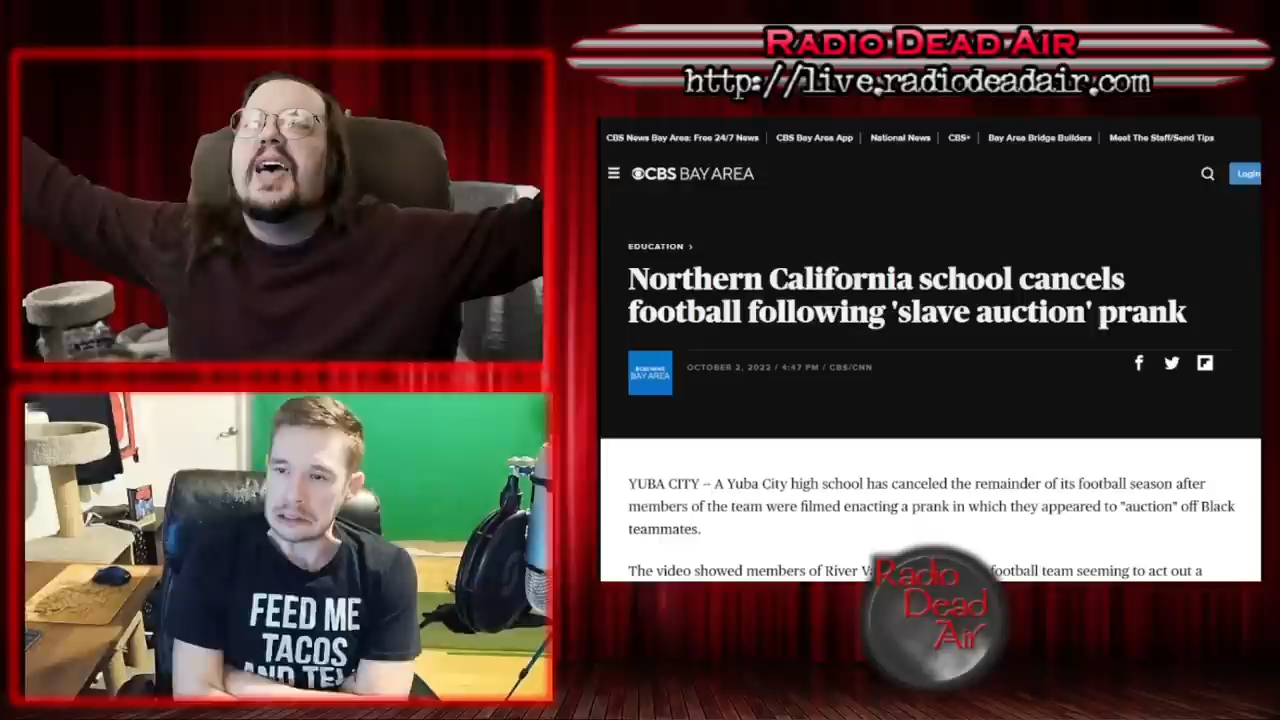 RADIO DEAD AIR
http://live.radiodeadair.com
CBS News Bay Area: Free 24/7 News
CBS Bay Area App
National News
CBS+
Bay Area Bridge Builders
Meet The Staff/Send Tips
CBS BAY AREA
Login
EDUCATION ›
Northern California school cancels
football following 'slave auction' prank
CBS NEWS
BAY AREA
OCTOBER 2, 2022 / 4:47 PM / CBS/CNN
YUBA CITY -- A Yuba City high school has canceled the remainder of its football season after
members of the team were filmed enacting a prank in which they appeared to "auction" off Black
teammates.
The video showed members of River football team seeming to act out a
Radio
Dead
Air
FEED ME
TACOS
AND